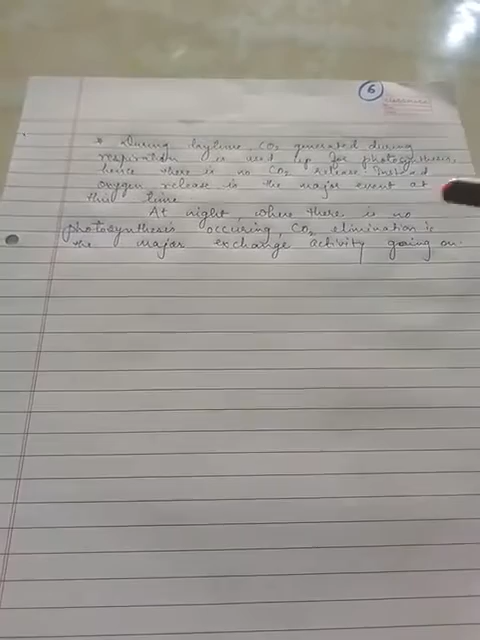 6
* During daytime, CO₂ generated during
respiration is used up for photosynthesis,
hence there is no CO₂ release. Instead
oxygen release is the major event at
this time.
At night, where there is no
photosynthesis occuring, CO₂ elimination is
the major exchange activity going on.